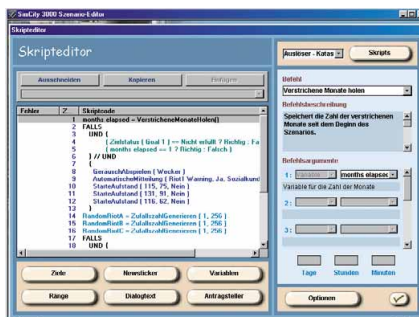 SimCity 3000 Szenario-Editor
Skripteditor
Skripteditor
Auslöser - Katas
Skripts
Ausschneiden
Kopieren
Einfügen
Befehl
Verstrichene Monate holen
Befehlsbeschreibung
Speichert die Zahl der verstrichenen
Monate seit dem Beginn des
Szenarios.
Fehler Z Skriptcode
1 months elapsed = VerstricheneMonateHolen()
2 FALLS
3 UND (
4 ( Zielstatus ( Goal 1 ) == Nicht erfüllt ? Richtig : Fa
5 ( months elapsed == 1 ? Richtig : Falsch )
6 ) // UND
7 {
8 GeräuschAbspielen ( Wecker )
9 AutomatischeMitteilung ( Riot1 Warning, Ja, Sozialkund
10 StarteAufstand ( 115, 75, Nein )
11 StarteAufstand ( 131, 91, Nein )
12 StarteAufstand ( 116, 62, Nein )
13 }
14 RandomRiotA = ZufallszahlGenerieren ( 1, 256 )
15 RandomRiotB = ZufallszahlGenerieren ( 1, 256 )
16 RandomRiotC = ZufallszahlGenerieren ( 1, 256 )
17 FALLS
18 UND (
Befehlsargumente
1 : Variable months elapsed
Variable für die Zahl der Monate
2 :
3 :
Tage Stunden Minuten
Ziele
Newsticker
Variablen
Ränge
Dialogtext
Antragsteller
Optionen